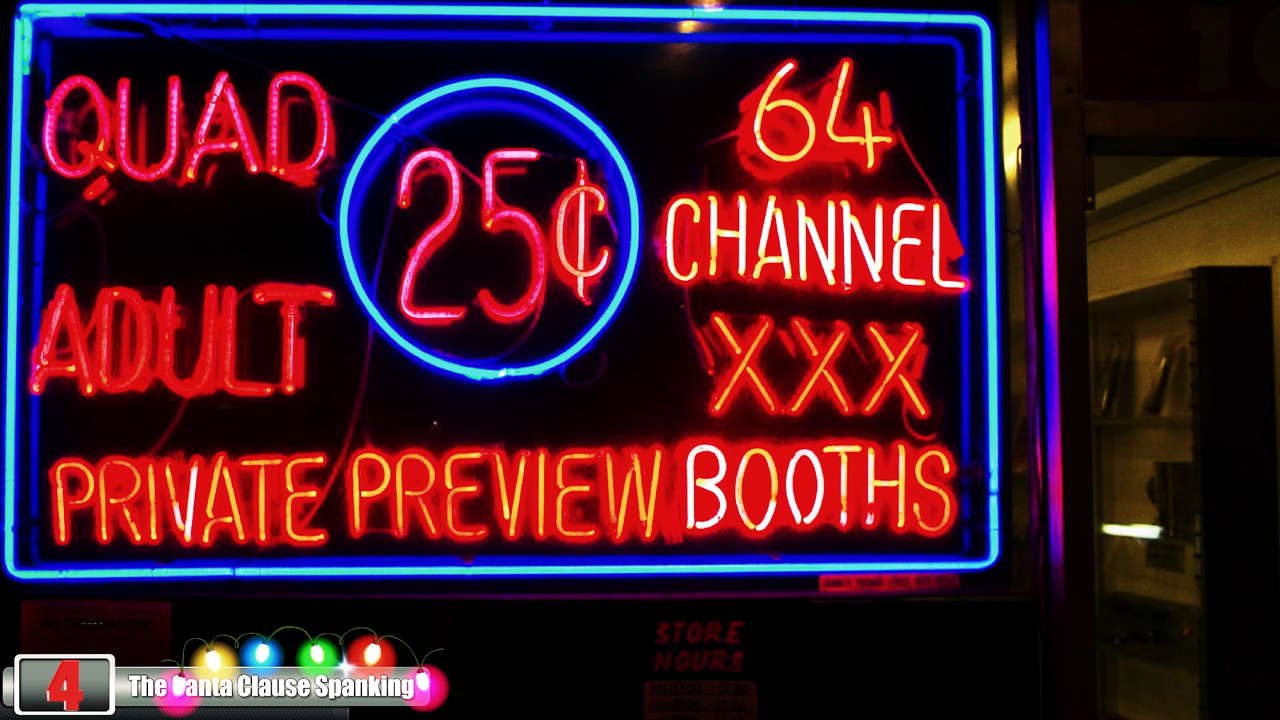 QUAD
25¢
64
CHANNEL
ADULT
XXX
PRIVATE PREVIEW BOOTHS
STORE
HOURS
4
The Santa Clause Spanking